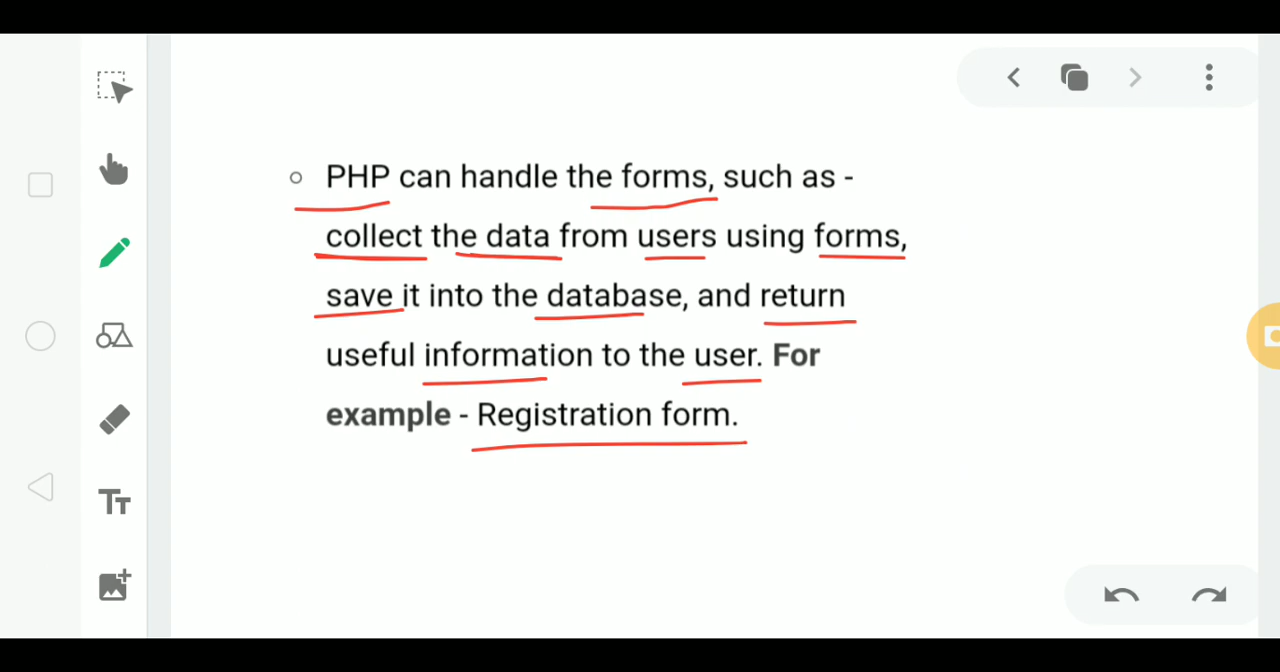 PHP can handle the forms, such as -
collect the data from users using forms,
save it into the database, and return
useful information to the user. For
example - Registration form.